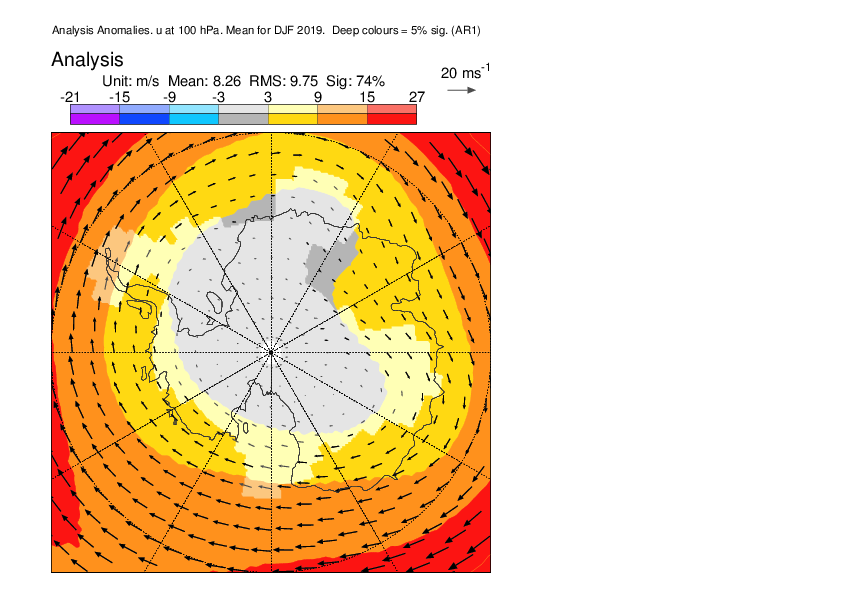 Analysis Anomalies. u at 100 hPa. Mean for DJF 2019.  Deep colours = 5% sig. (AR1)
Analysis
20 ms-1
Unit: m/s  Mean: 8.26  RMS: 9.75  Sig: 74%
-21 -15 -9 -3 3 9 15 27